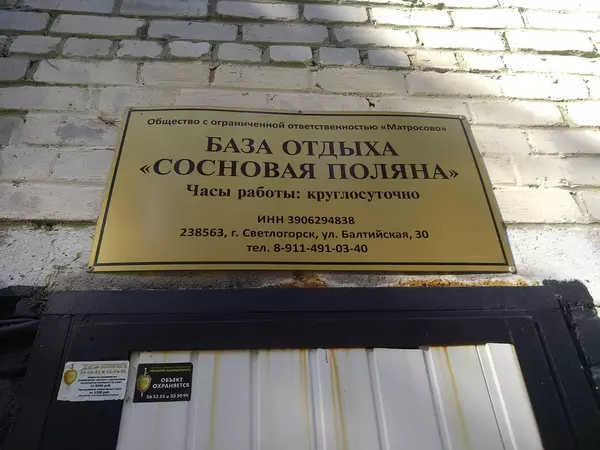 Общество с ограниченной ответственностью «Матросово»
БАЗА ОТДЫХА
«СОСНОВАЯ ПОЛЯНА»
Часы работы: круглосуточно
ИНН 3906294838
238563, г. Светлогорск, ул. Балтийская, 30
тел. 8-911-491-03-40
ОБЪЕКТ
ОХРАНЯЕТСЯ